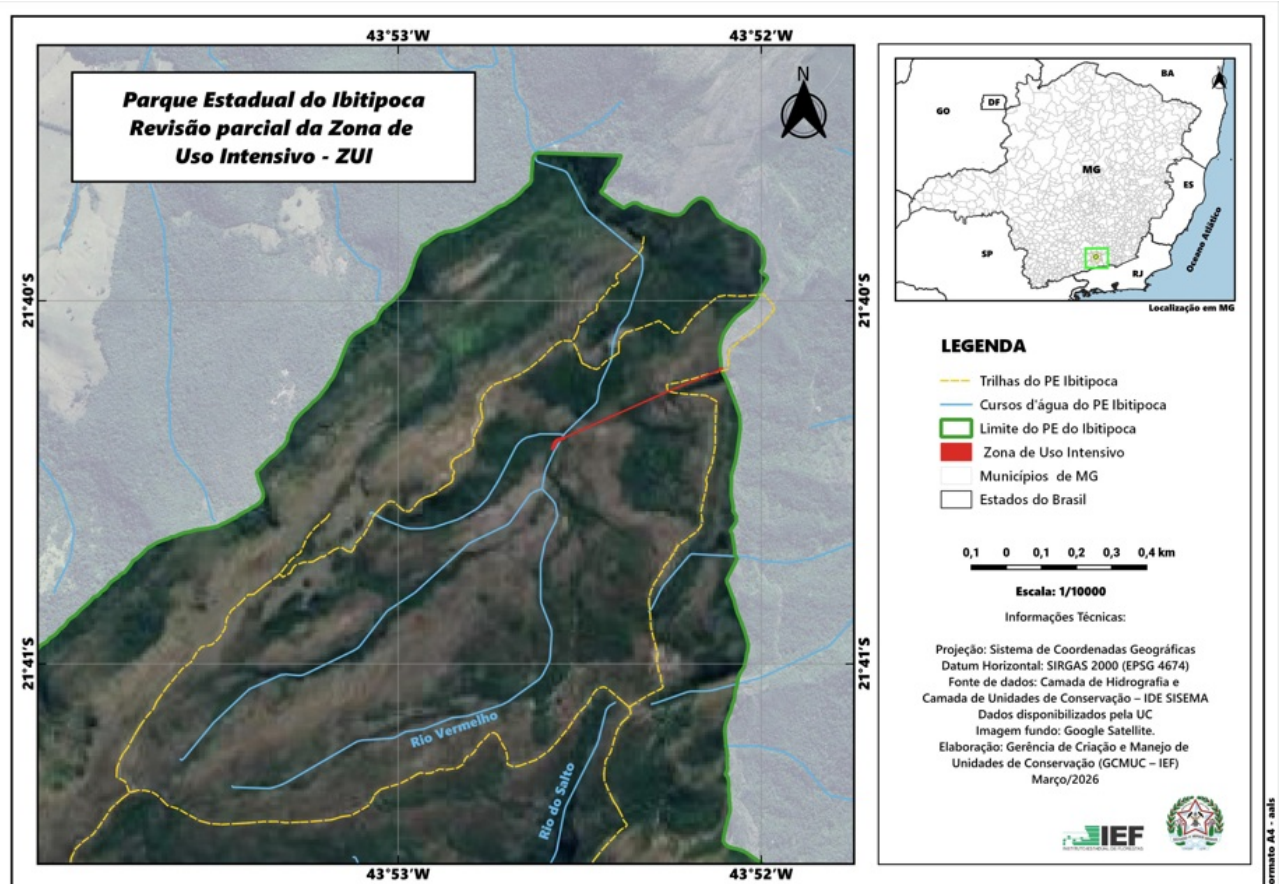 43°53'W
43°52'W
Parque Estadual do Ibitipoca
Revisão parcial da Zona de
Uso Intensivo - ZUI
N
21°40'S
21°40'S
21°41'S
21°41'S
Rio Vermelho
Rio do Salto
43°53'W
43°52'W
BA
GO
DF
MG
ES
SP
RJ
Oceano Atlático
Localização em MG
LEGENDA
Trilhas do PE Ibitipoca
Cursos d'água do PE Ibitipoca
Limite do PE do Ibitipoca
Zona de Uso Intensivo
Municípios de MG
Estados do Brasil
0,1 0 0,1 0,2 0,3 0,4 km
Escala: 1/10000
Informações Técnicas:
Projeção: Sistema de Coordenadas Geográficas
Datum Horizontal: SIRGAS 2000 (EPSG 4674)
Fonte de dados: Camada de Hidrografia e
Camada de Unidades de Conservação – IDE SISEMA
Dados disponibilizados pela UC
Imagem fundo: Google Satellite.
Elaboração: Gerência de Criação e Manejo de
Unidades de Conservação (GCMUC – IEF)
Março/2026
IEF
INSTITUTO ESTADUAL DE FLORESTAS
ormato A4 - aals